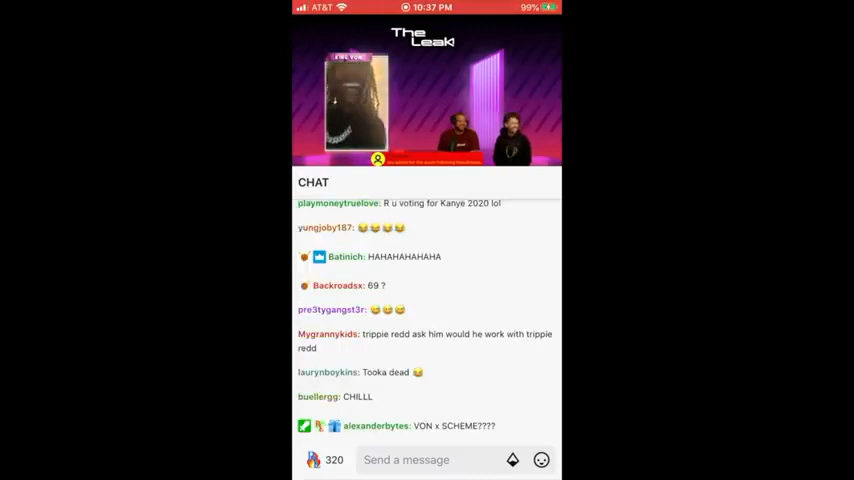 AT&T 10:37 PM 99%
The
Leak
KING VON
CHAT
playmoneytruelove: R u voting for Kanye 2020 lol
yungjoby187: 😂😂😂😂
Batinich: HAHAHAHAHAHA
Backroadsx: 69 ?
pre3tygangst3r: 😅😅😅
Mygrannykids: trippie redd ask him would he work with trippie
redd
laurynboykins: Tooka dead 😂
buellergg: CHILLL
alexanderbytes: VON x SCHEME????
320 Send a message